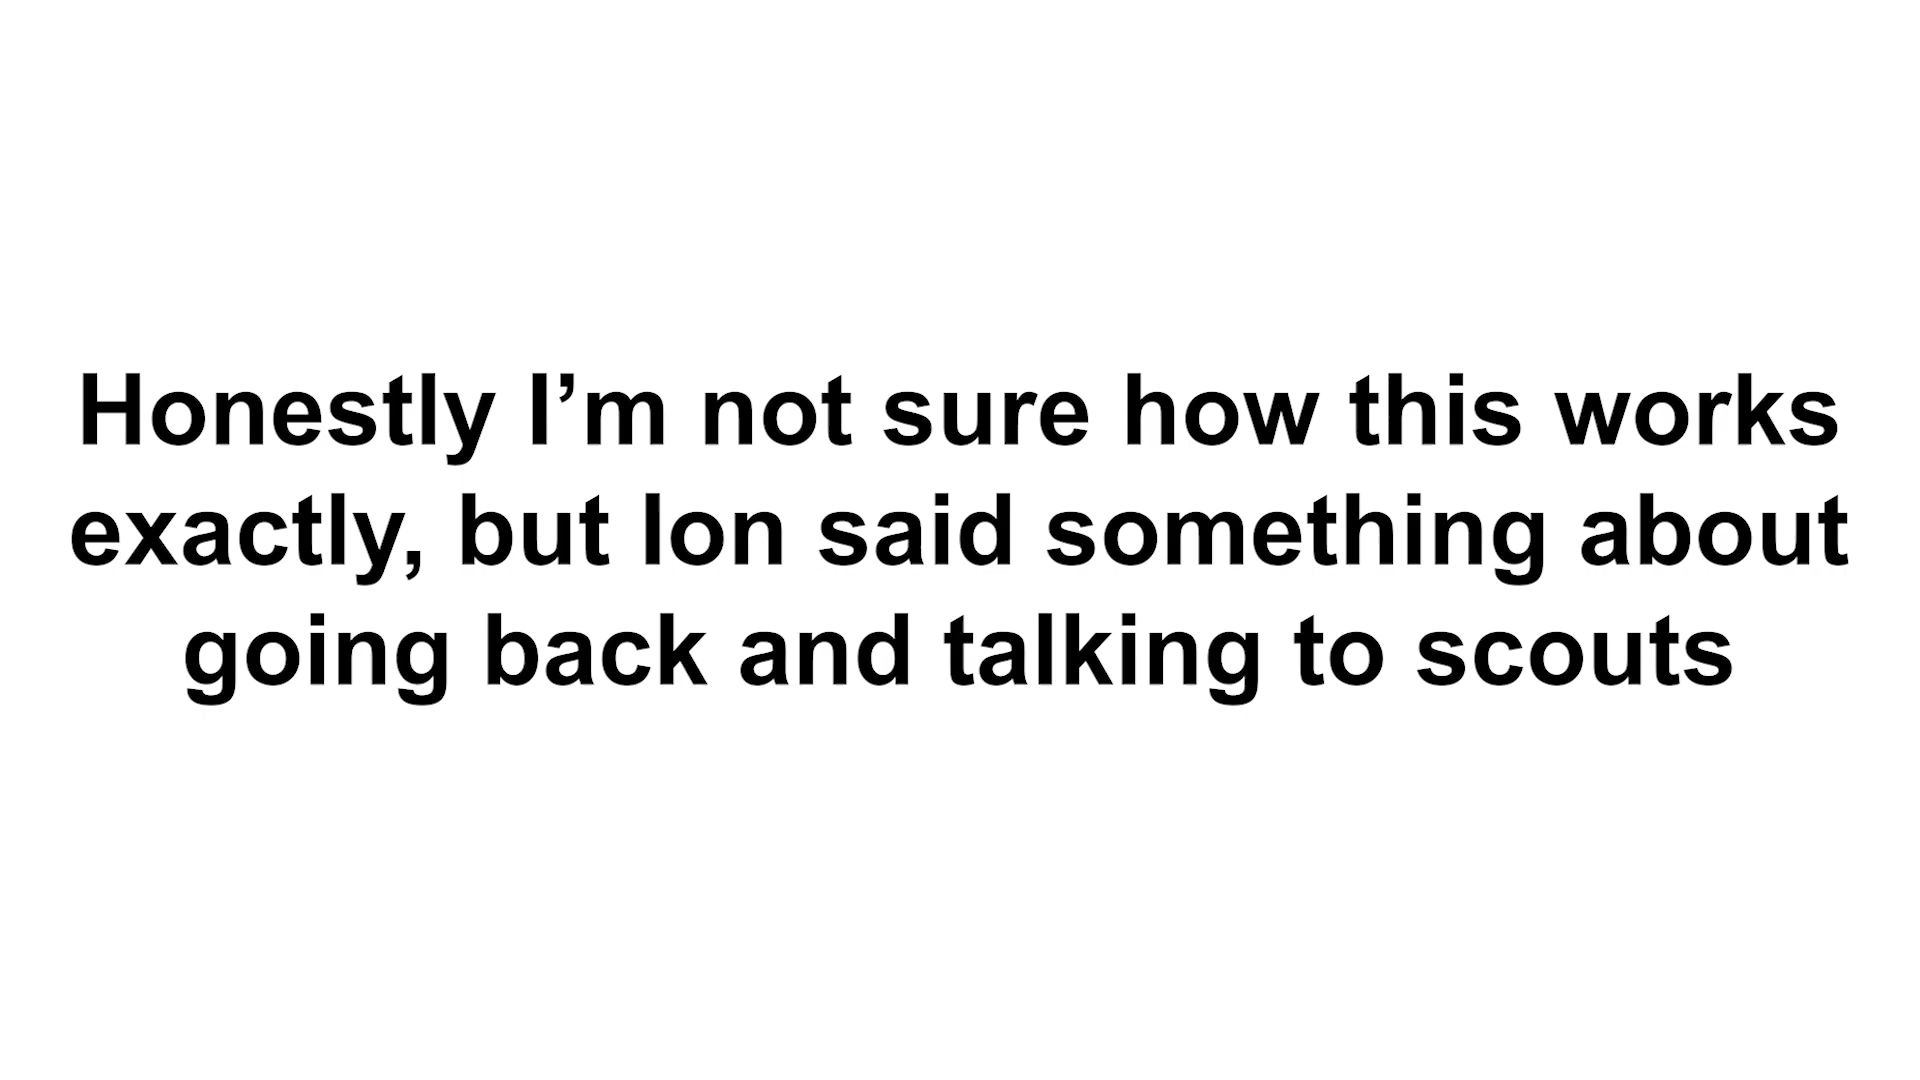 Honestly I’m not sure how this works
exactly, but Ion said something about
going back and talking to scouts